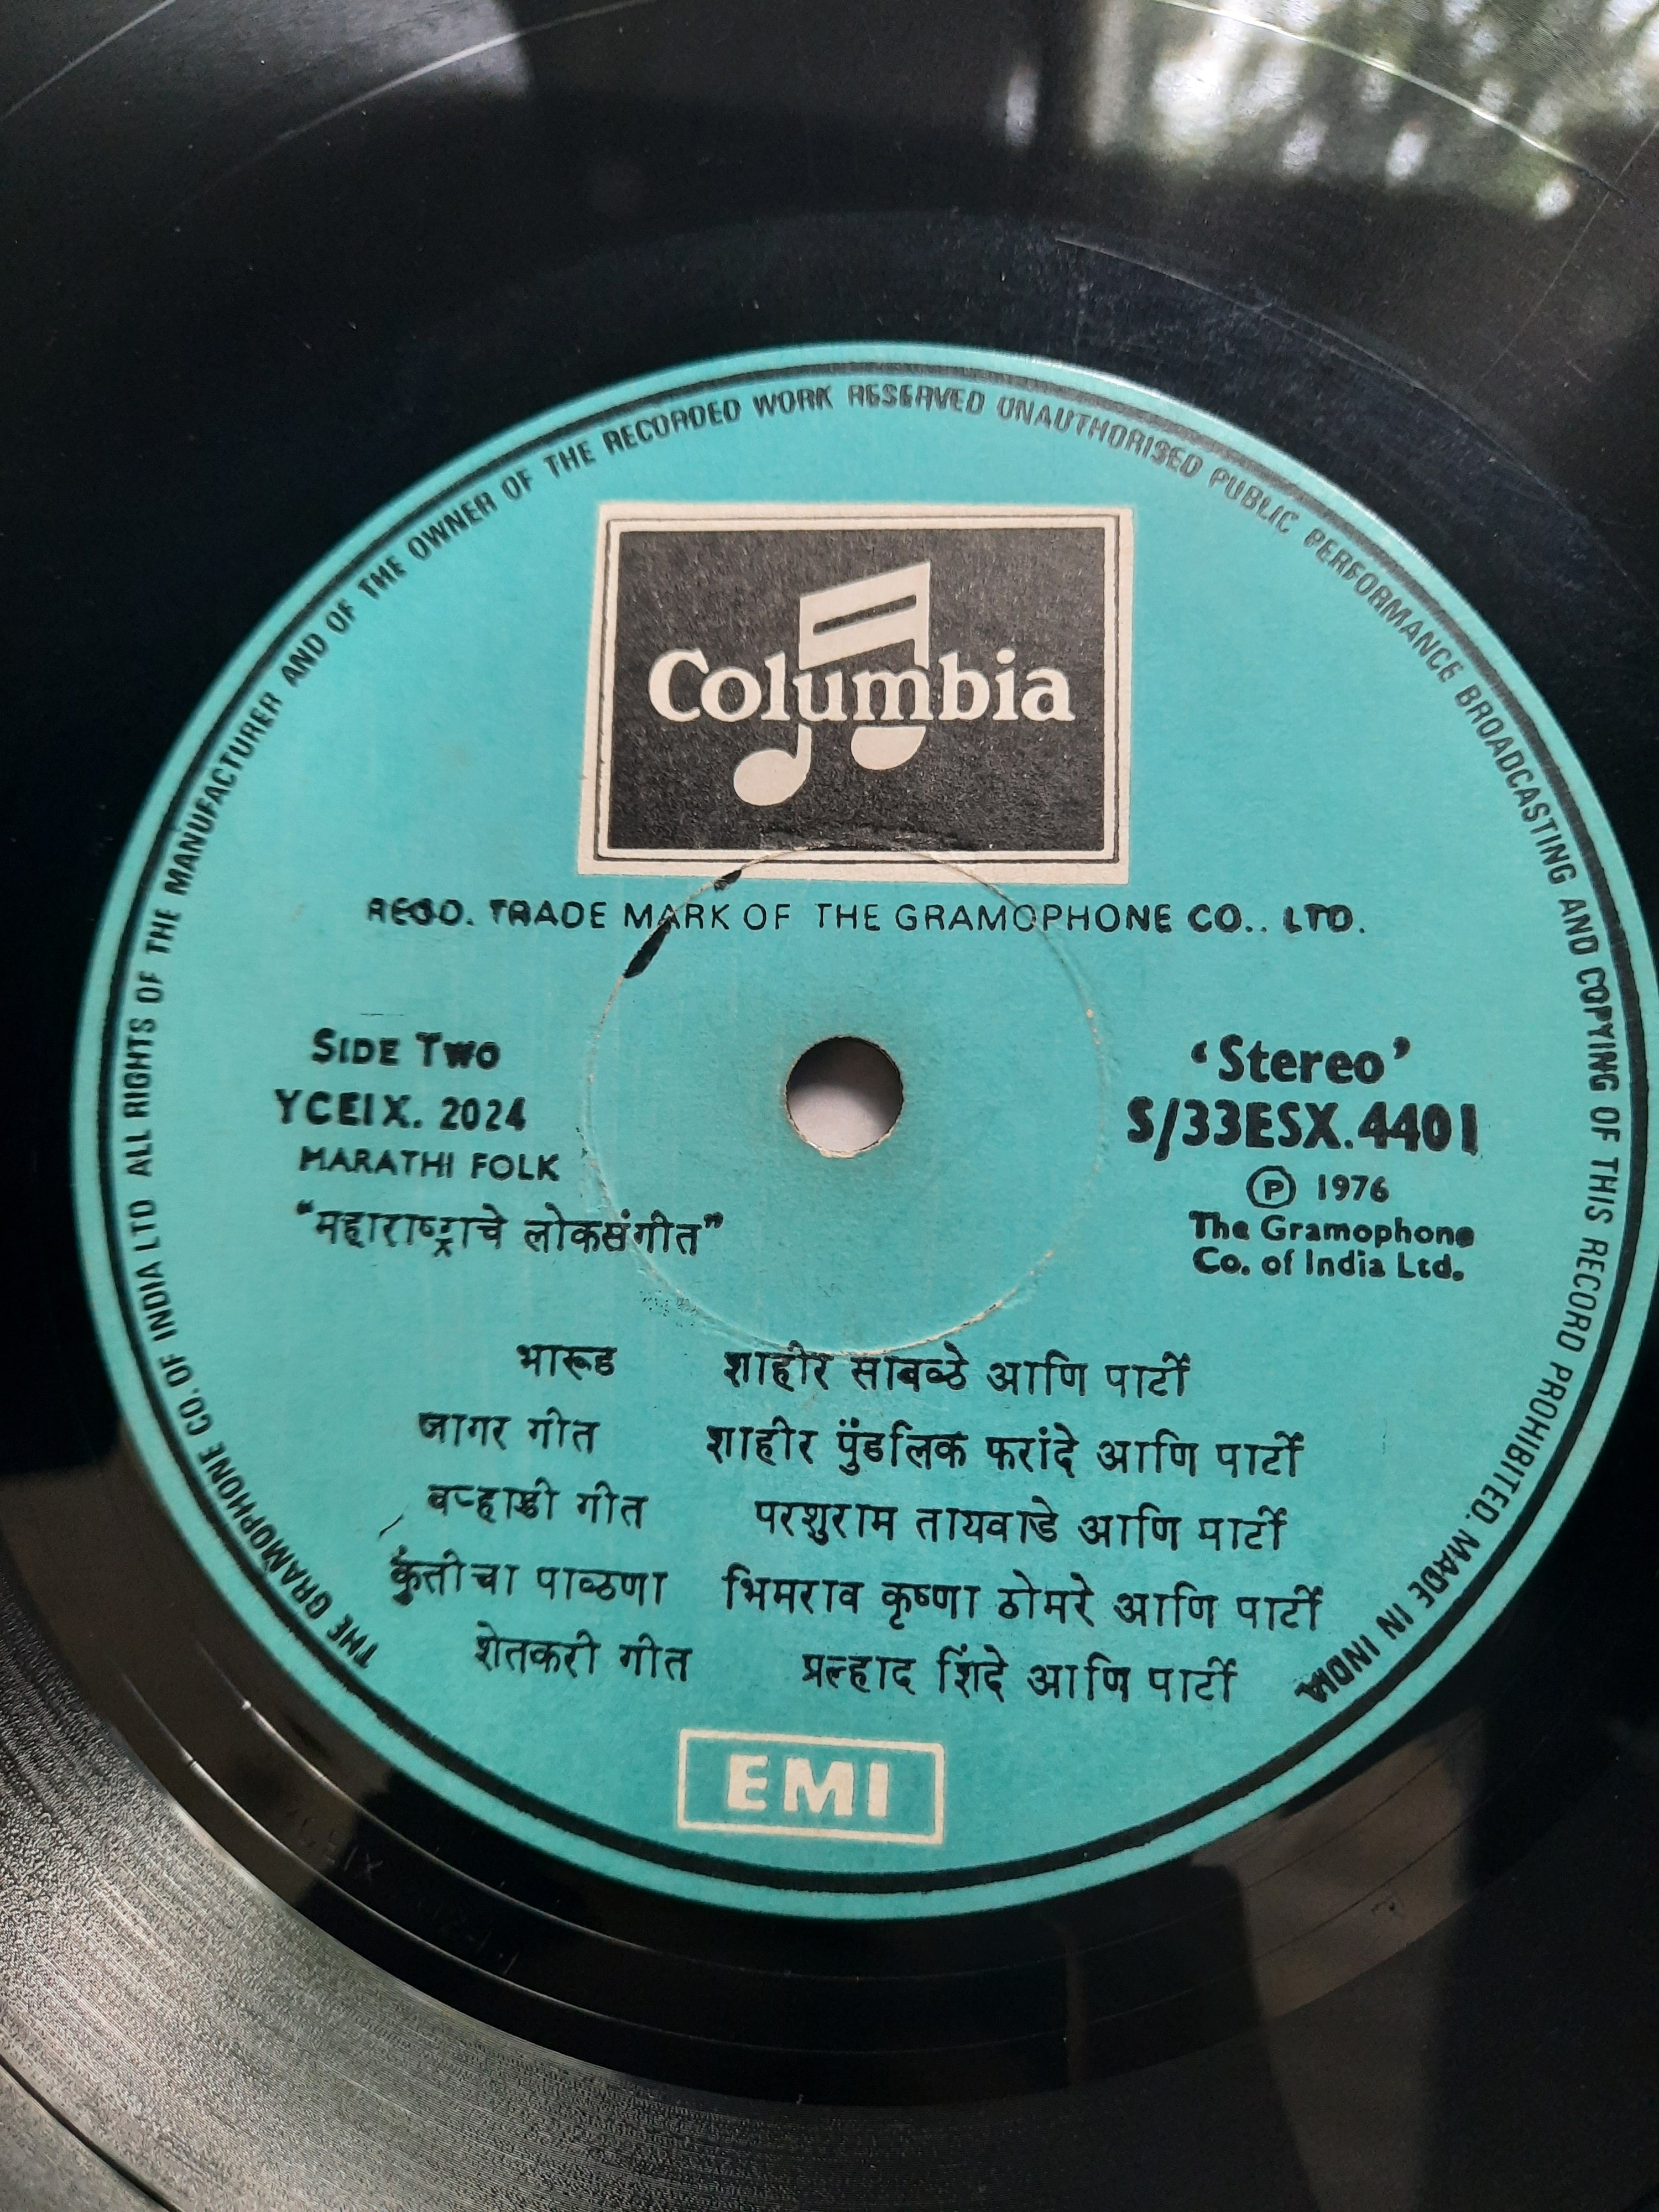 THE GRAMOPHONE CO. OF INDIA LTD ALL RIGHTS OF THE MANUFACTURER AND OF THE OWNER OF THE RECORDED WORK RESERVED UNAUTHORISED PUBLIC PERFORMANCE BROADCASTING AND COPYING OF THIS RECORD PROHIBITED. MADE IN INDIA
Columbia
REGD. TRADE MARK OF THE GRAMOPHONE CO., LTD.
SIDE TWO
YCEIX. 2024
MARATHI FOLK
"महाराष्ट्राचे लोकसंगीत"
'Stereo'
S/33ESX.4401
Ⓟ 1976
The Gramophone
Co. of India Ltd.
भारूड शाहीर साबळे आणि पार्टी
जागर गीत शाहीर पुंडलिक फरांदे आणि पार्टी
वऱ्हाडी गीत परशुराम तायवाडे आणि पार्टी
कुंतीचा पाळणा भिमराव कृष्णा ठोमरे आणि पार्टी
शेतकरी गीत प्रल्हाद शिंदे आणि पार्टी
EMI